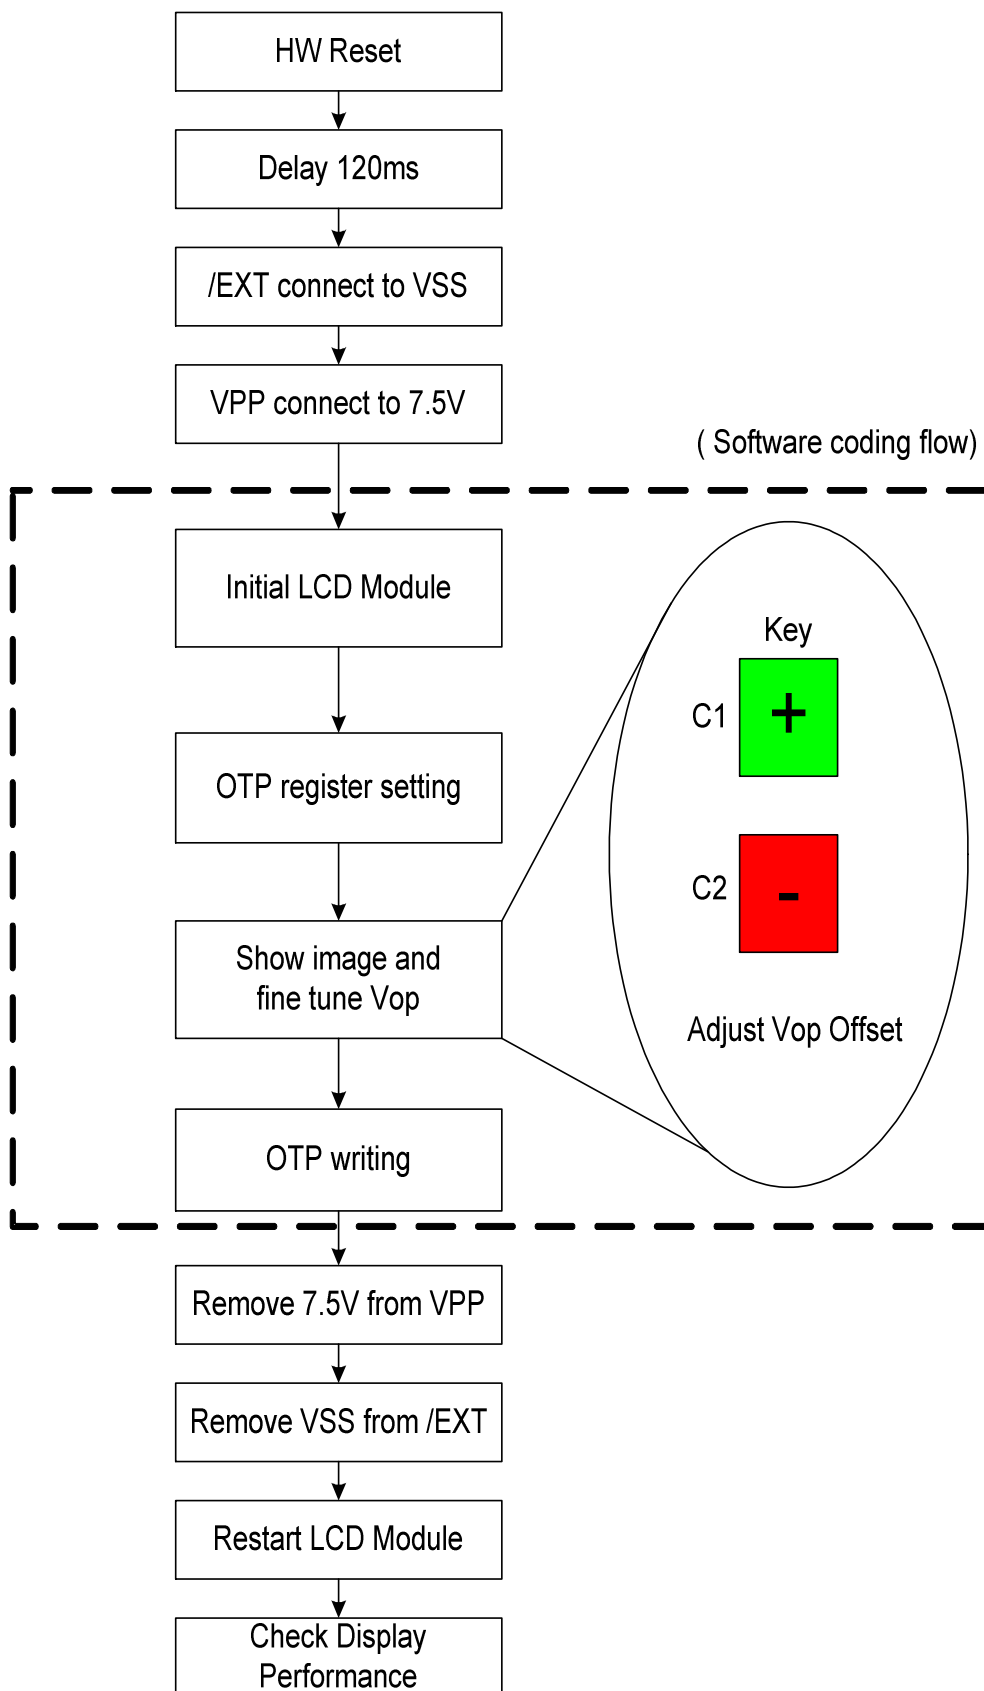 HW Reset
Delay 120ms
/EXT connect to VSS
VPP connect to 7.5V
( Software coding flow)
Initial LCD Module
OTP register setting
Show image and
fine tune Vop
Key
C1
+
C2
-
Adjust Vop Offset
OTP writing
Remove 7.5V from VPP
Remove VSS from /EXT
Restart LCD Module
Check Display
Performance